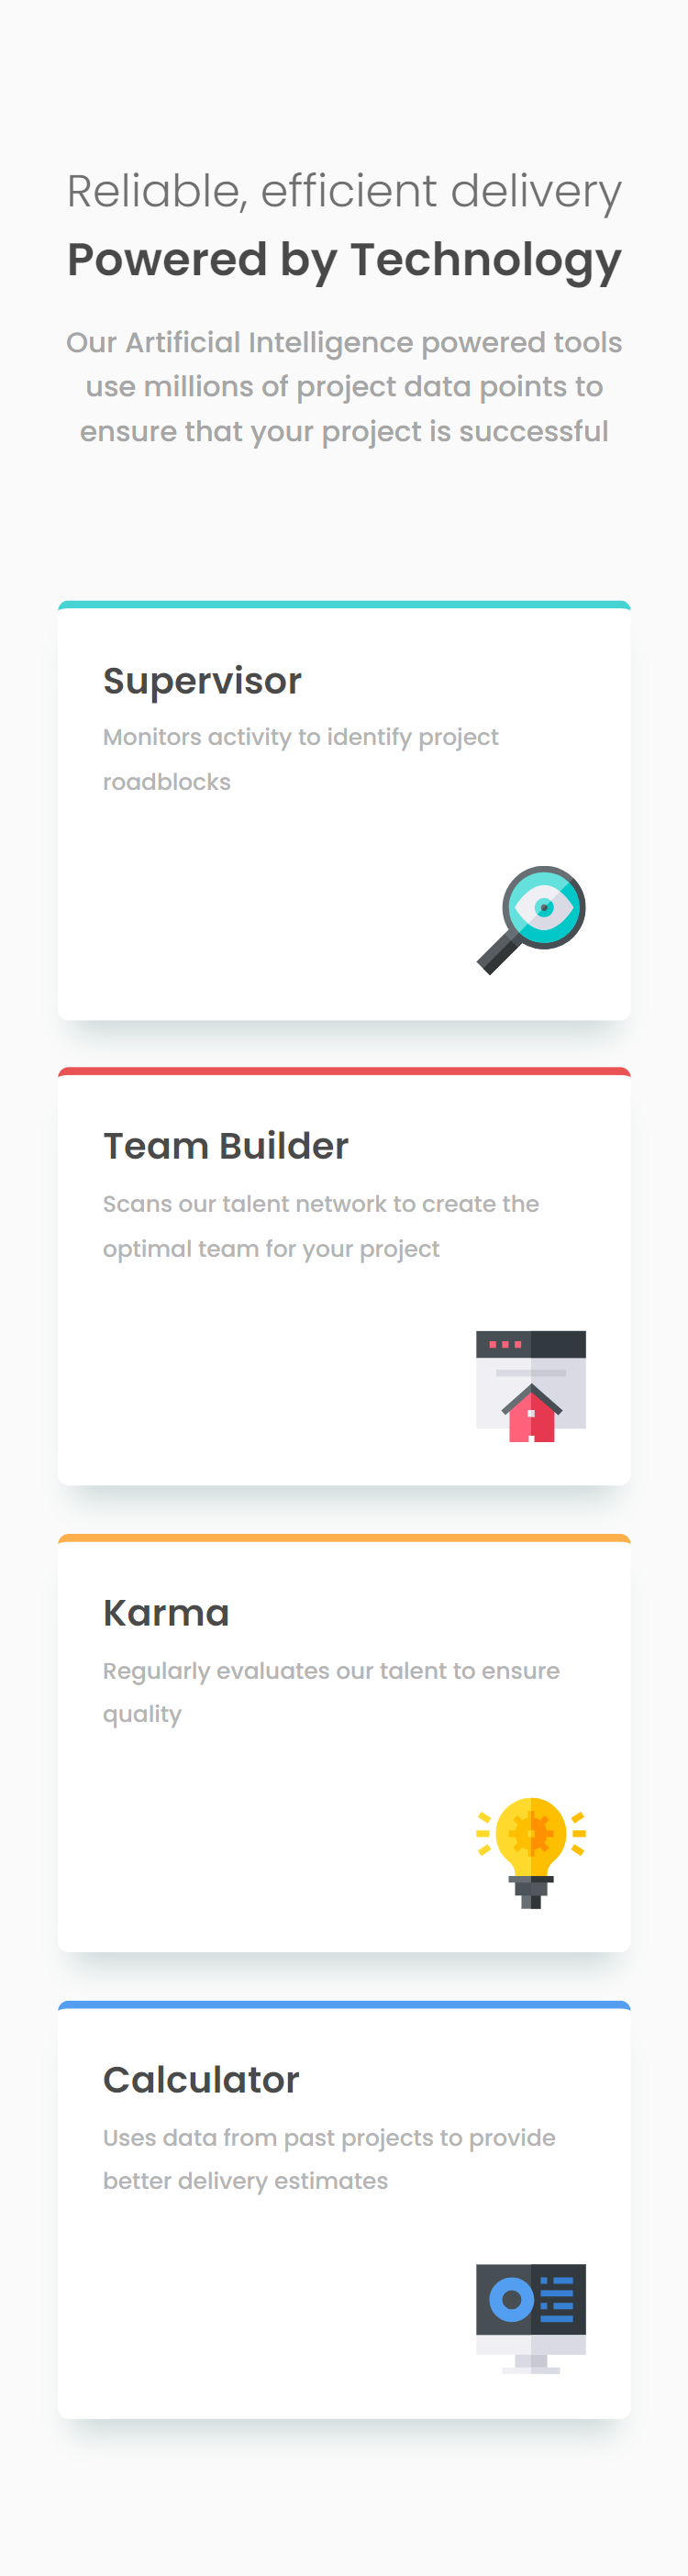 Reliable, efficient delivery
Powered by Technology
Our Artificial Intelligence powered tools
use millions of project data points to
ensure that your project is successful
Supervisor
Monitors activity to identify project
roadblocks
Team Builder
Scans our talent network to create the
optimal team for your project
Karma
Regularly evaluates our talent to ensure
quality
Calculator
Uses data from past projects to provide
better delivery estimates